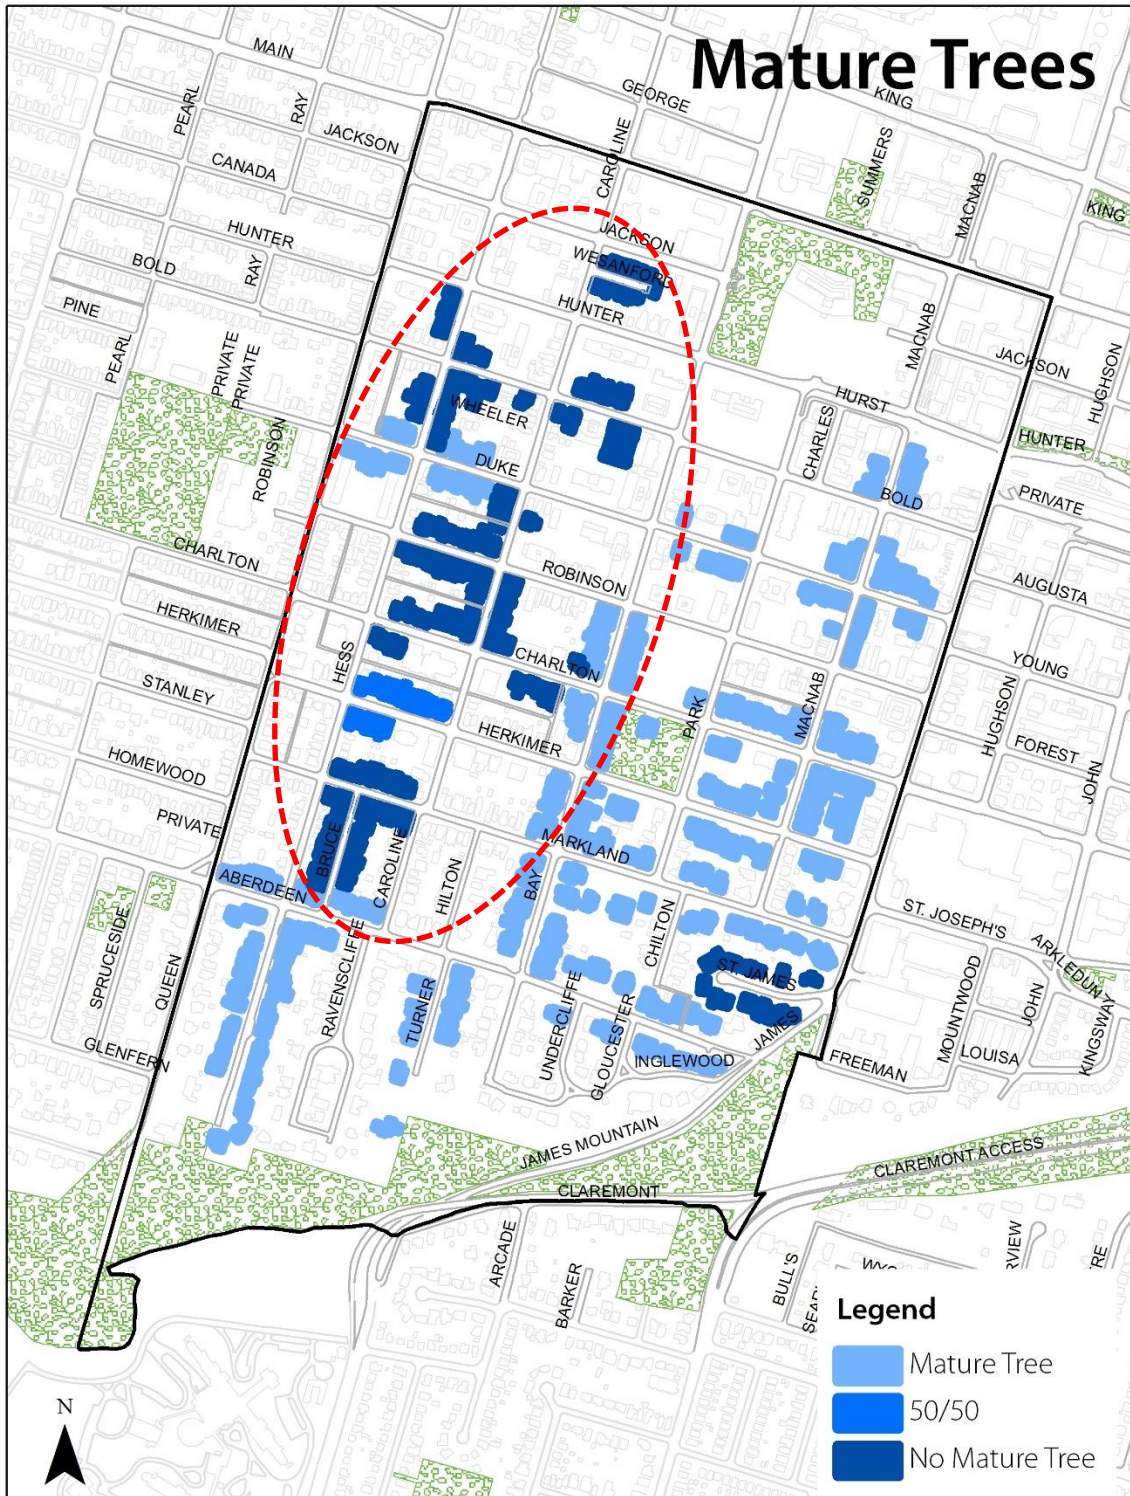 Mature Trees
MAIN
KING
GEORGE
PEARL
RAY
JACKSON
CAROLINE
SUMMERS
CANADA
MACNAB
KING
HUNTER
JACKSON
BOLD
RAY
WESANFORD
PINE
HUNTER
MACNAB
JACKSON
PEARL
PRIVATE
PRIVATE
HURST
HUGHSON
WHEELER
CHARLES
HUNTER
ROBINSON
DUKE
BOLD
PRIVATE
CHARLTON
ROBINSON
AUGUSTA
HERKIMER
HESS
CHARLTON
YOUNG
STANLEY
PARK
MACNAB
HUGHSON
HERKIMER
FOREST
HOMEWOOD
JOHN
PRIVATE
BRUCE
MARKLAND
ABERDEEN
CAROLINE
HILTON
BAY
SPRUCESIDE
QUEEN
RAVENSCLIFFE
CHILTON
ST. JOSEPH'S
ARKLEDUN
ST. JAMES
MOUNTWOOD
JOHN
TURNER
UNDERCLIFFE
GLOUCESTER
JAMES
KINGSWAY
GLENFERN
INGLEWOOD
FREEMAN
LOUISA
JAMES MOUNTAIN
CLAREMONT ACCESS
CLAREMONT
ARCADE
BARKER
BULL'S
Legend
Mature Tree
50/50
No Mature Tree
N